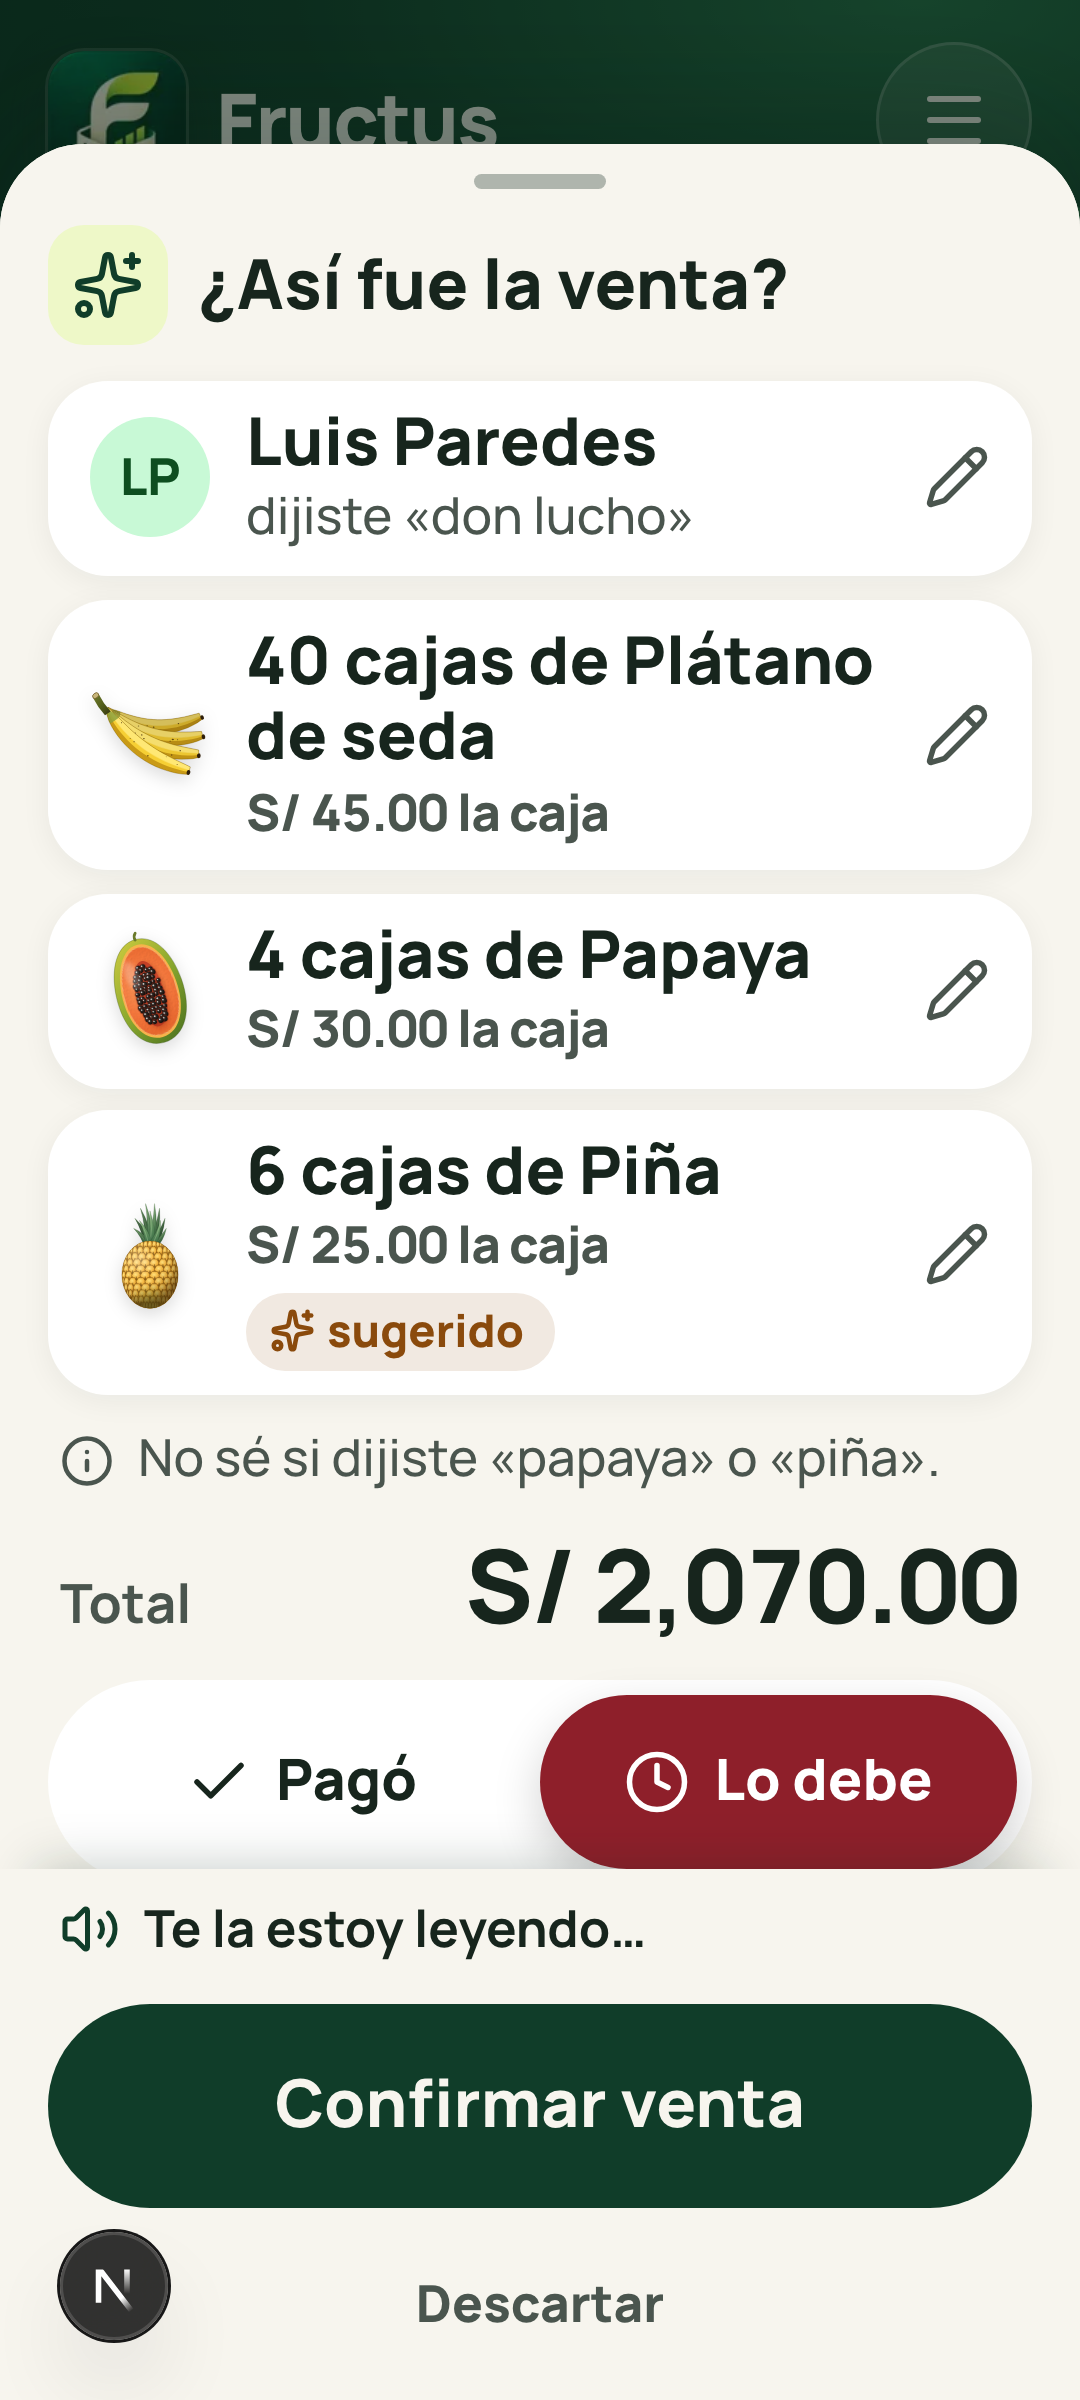 Fructus
¿Así fue la venta?
LP
Luis Paredes
dijiste «don lucho»
40 cajas de Plátano
de seda
S/ 45.00 la caja
4 cajas de Papaya
S/ 30.00 la caja
6 cajas de Piña
S/ 25.00 la caja
sugerido
No sé si dijiste «papaya» o «piña».
Total
S/ 2,070.00
Pagó
Lo debe
Te la estoy leyendo…
Confirmar venta
N
Descartar